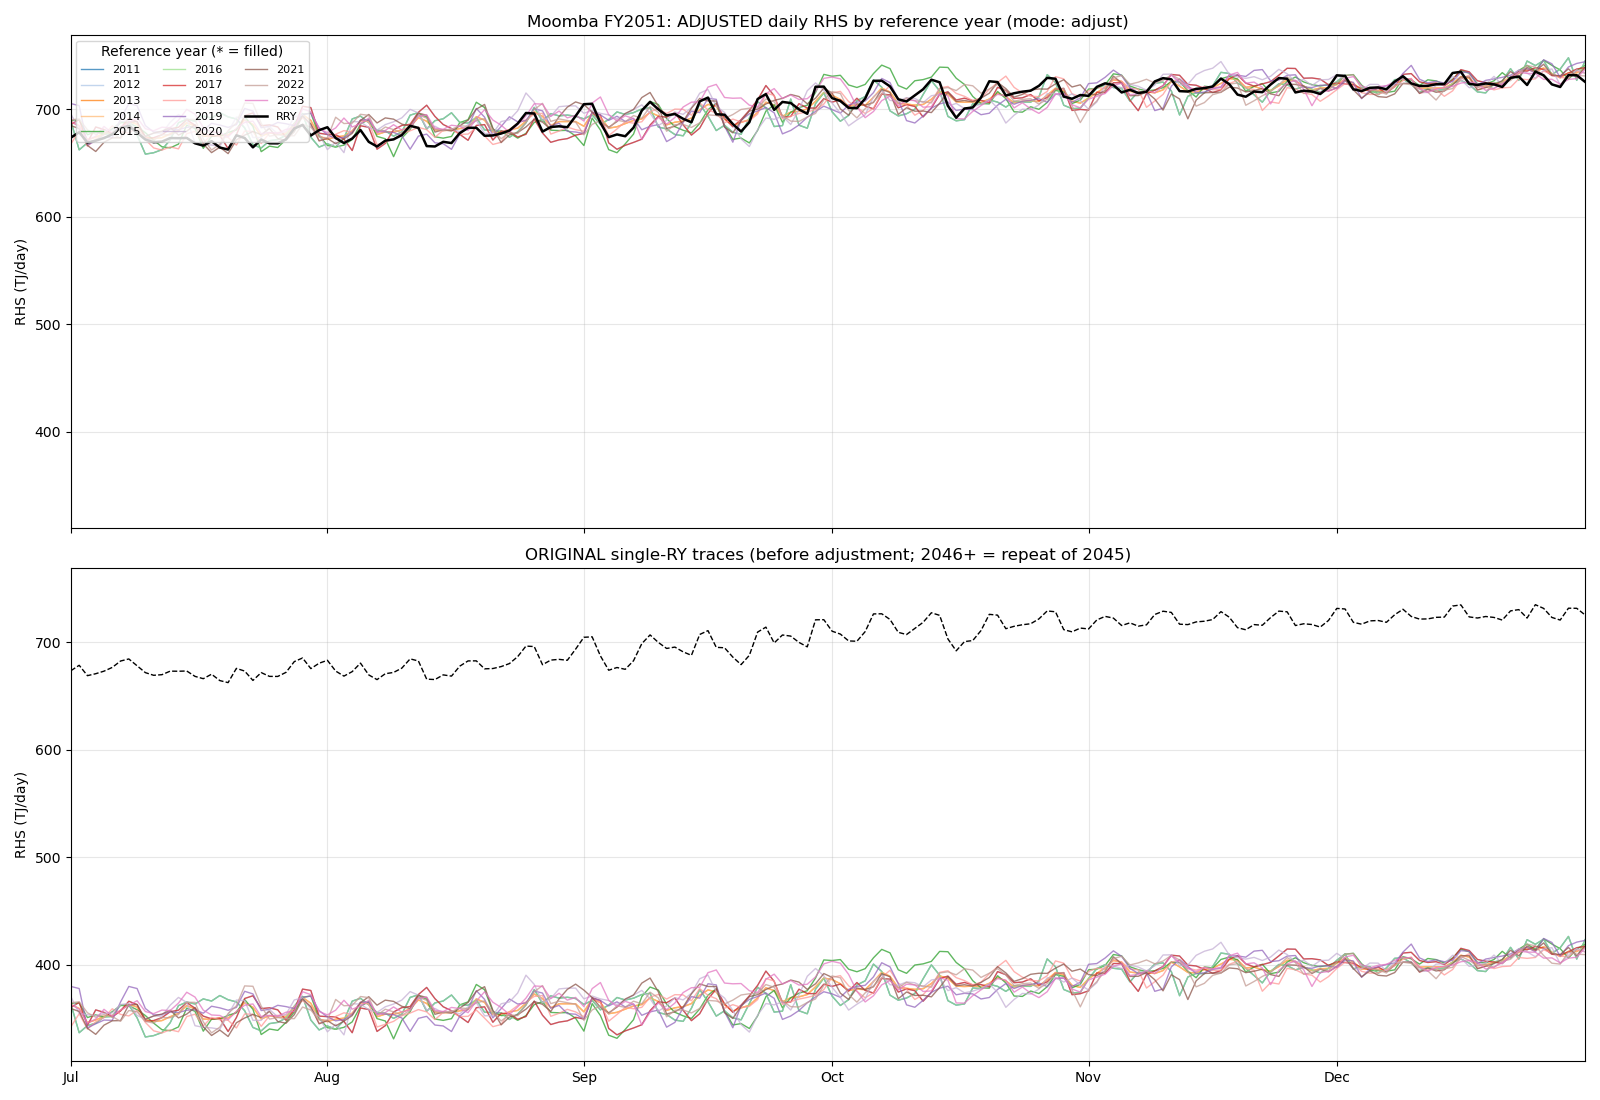 Moomba FY2051: ADJUSTED daily RHS by reference year (mode: adjust)
Reference year (* = filled)
2011 2016 2021
2012 2017 2022
2013 2018 2023
2014 2019 RRY
2015 2020
700
600
500
400
RHS (TJ/day)
ORIGINAL single-RY traces (before adjustment; 2046+ = repeat of 2045)
700
600
500
400
RHS (TJ/day)
Jul Aug Sep Oct Nov Dec